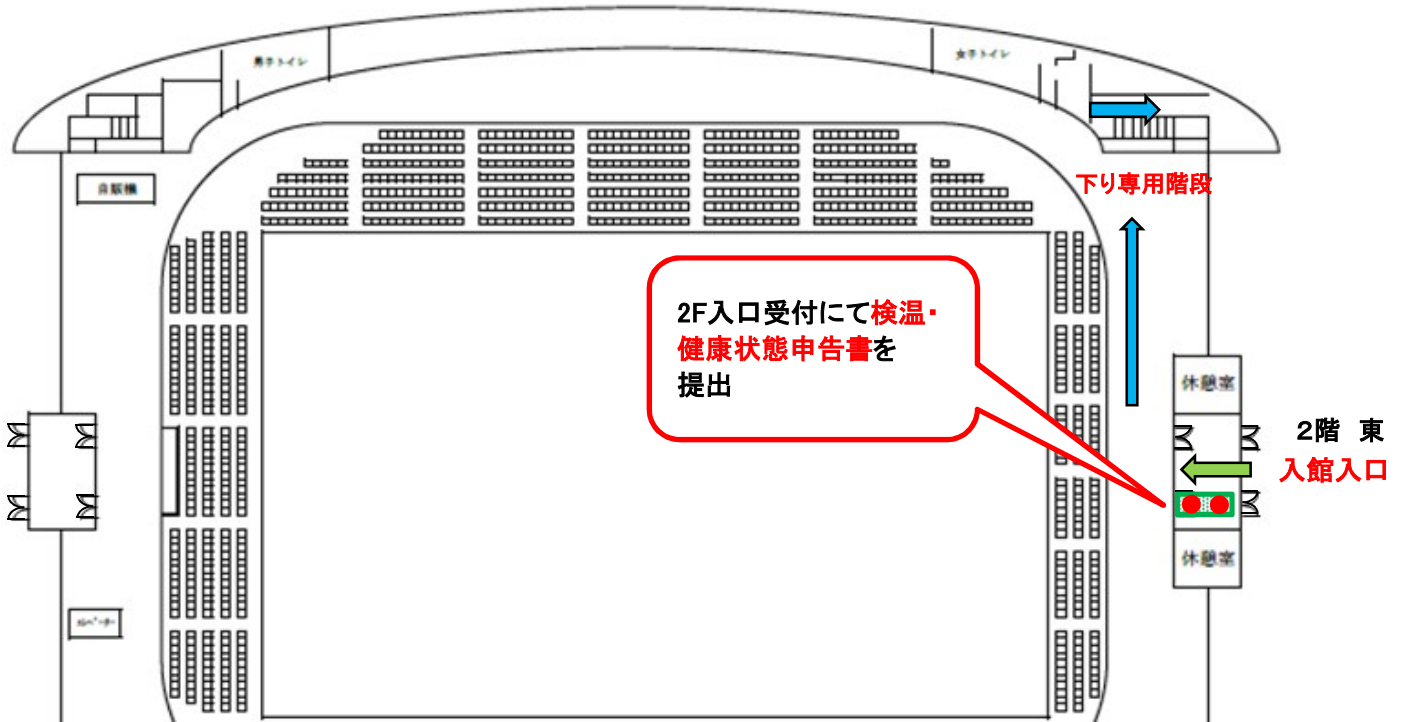 男子トイレ
女子トイレ
自販機
下り専用階段
2F入口受付にて検温・
健康状態申告書を
提出
休憩室
2階 東
入館入口
休憩室
エレベーター